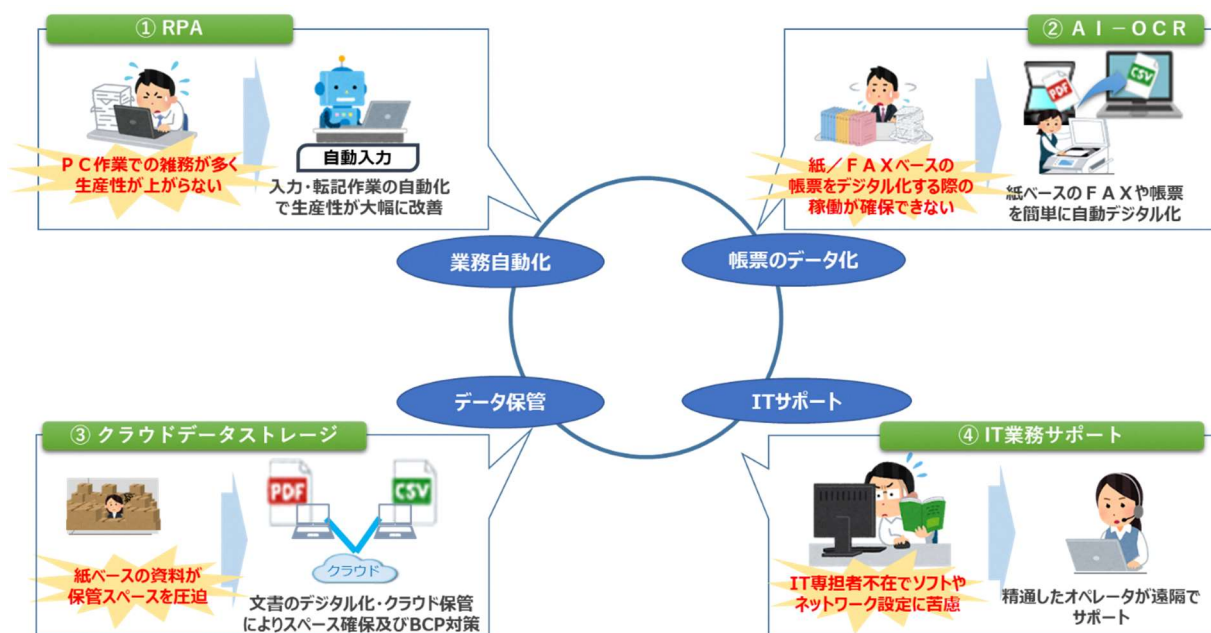 ① RPA
ＰＣ作業での雑務が多く
生産性が上がらない
自動入力
入力・転記作業の自動化
で生産性が大幅に改善
② ＡＩ－ＯＣＲ
PDF
CSV
紙／ＦＡＸベースの
帳票をデジタル化する際の
稼働が確保できない
紙ベースのＦＡＸや帳票
を簡単に自動デジタル化
業務自動化
帳票のデータ化
データ保管
ITサポート
③ クラウドデータストレージ
PDF
CSV
クラウド
紙ベースの資料が
保管スペースを圧迫
文書のデジタル化・クラウド保管
によりスペース確保及びBCP対策
④ IT業務サポート
IT専担者不在でソフトや
ネットワーク設定に苦慮
精通したオペレータが遠隔で
サポート